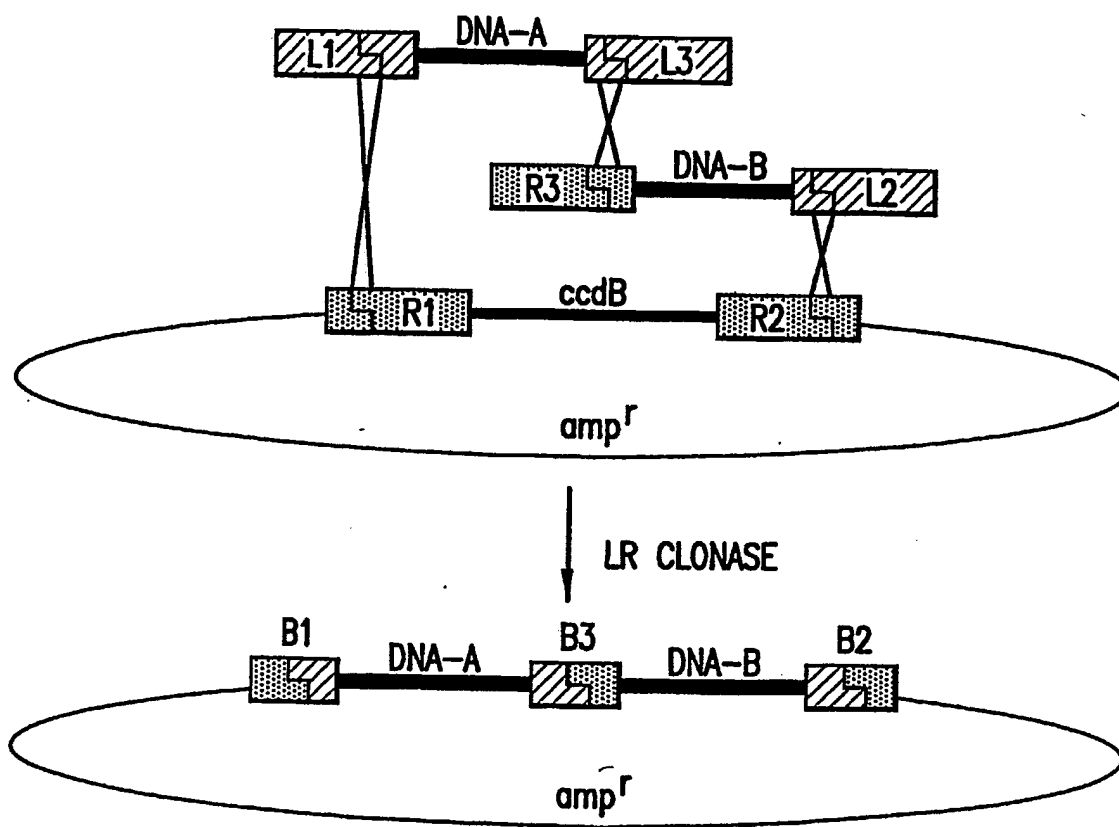 DNA-A
L1
L3
DNA-B
R3
L2
ccdB
R1
R2
amp^r
LR CLONASE
B1
B3
B2
DNA-A
DNA-B
amp^r